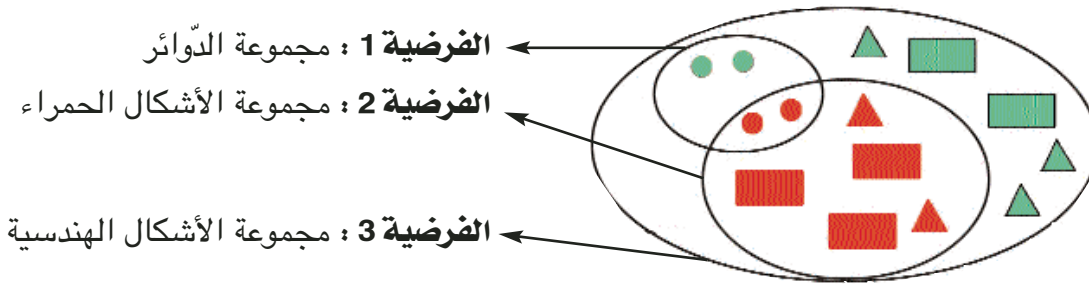 الفرضية 1 : مجموعة الدّوائر
الفرضية 2 : مجموعة الأشكال الحمراء
الفرضية 3 : مجموعة الأشكال الهندسية